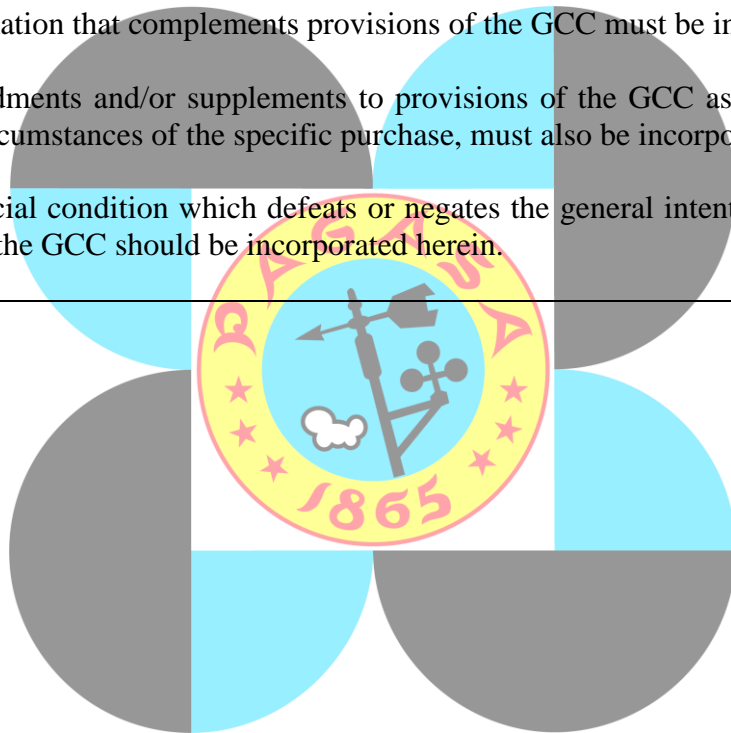 ation that complements provisions of the GCC must be in
dments and/or supplements to provisions of the GCC as
cumstances of the specific purchase, must also be incorpo
cial condition which defeats or negates the general intent
the GCC should be incorporated herein.
PAGASA
1865